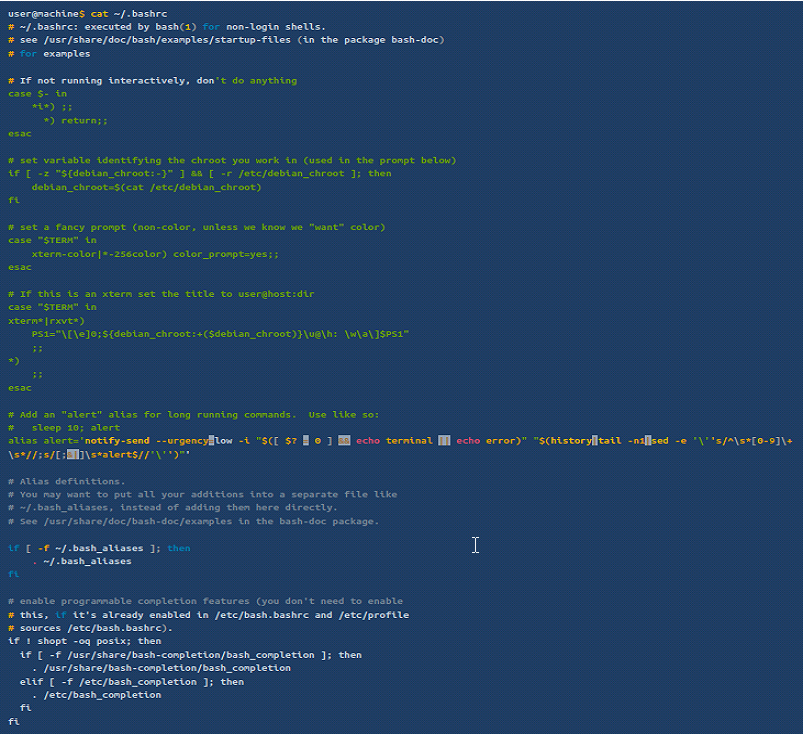 user@machine$ cat ~/.bashrc
# ~/.bashrc: executed by bash(1) for non-login shells.
# see /usr/share/doc/bash/examples/startup-files (in the package bash-doc)
# for examples
# If not running interactively, don't do anything
case $- in
*i*) ;;
*) return;;
esac
# set variable identifying the chroot you work in (used in the prompt below)
if [ -z "${debian_chroot:-}" ] && [ -r /etc/debian_chroot ]; then
debian_chroot=$(cat /etc/debian_chroot)
fi
# set a fancy prompt (non-color, unless we know we "want" color)
case "$TERM" in
xterm-color|*-256color) color_prompt=yes;;
esac
# If this is an xterm set the title to user@host:dir
case "$TERM" in
xterm*|rxvt*)
PS1="\[\e]0;${debian_chroot:+($debian_chroot)}\u@\h: \w\a\]$PS1"
;;
*)
;;
esac
# Add an "alert" alias for long running commands.  Use like so:
#   sleep 10; alert
alias alert='notify-send --urgency=low -i "$([ $? = 0 ] && echo terminal || echo error)" "$(history|tail -n1|sed -e '\''s/^\s*[0-9]\+
\s*//;s/[;&|]\s*alert$//'\'')"'
# Alias definitions.
# You may want to put all your additions into a separate file like
# ~/.bash_aliases, instead of adding them here directly.
# See /usr/share/doc/bash-doc/examples in the bash-doc package.
if [ -f ~/.bash_aliases ]; then
. ~/.bash_aliases
fi
# enable programmable completion features (you don't need to enable
# this, if it's already enabled in /etc/bash.bashrc and /etc/profile
# sources /etc/bash.bashrc).
if ! shopt -oq posix; then
if [ -f /usr/share/bash-completion/bash_completion ]; then
. /usr/share/bash-completion/bash_completion
elif [ -f /etc/bash_completion ]; then
. /etc/bash_completion
fi
fi